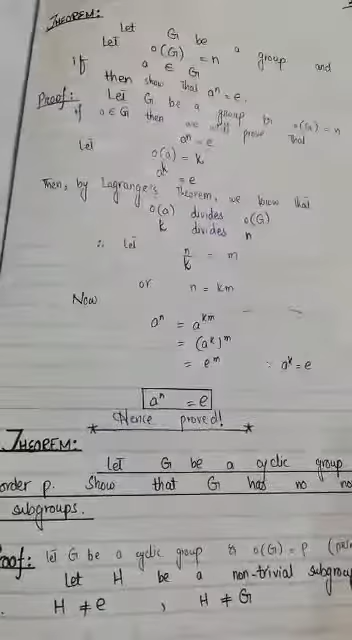 THEOREM:
Let G be a group and
Let o(G) = n
if a ∈ G
then show that aⁿ = e.
Proof: Let G be a group & o(G) = n
if a ∈ G then we will prove that
aⁿ = e
Let o(a) = k
aᵏ = e
Then, by Lagrange's Theorem, we know that
o(a) divides o(G)
k divides n
∴ Let n/k = m
or n = km
Now
aⁿ = aᵏᵐ
= (aᵏ)ᵐ
= eᵐ ∵ aᵏ = e
aⁿ = e
Hence proved!
THEOREM:
Let G be a cyclic group
order p. Show that G has no no
subgroups.
roof: let G be a cyclic group & o(G) = p
Let H be a non-trivial subgroup
H ≠ e , H ≠ G